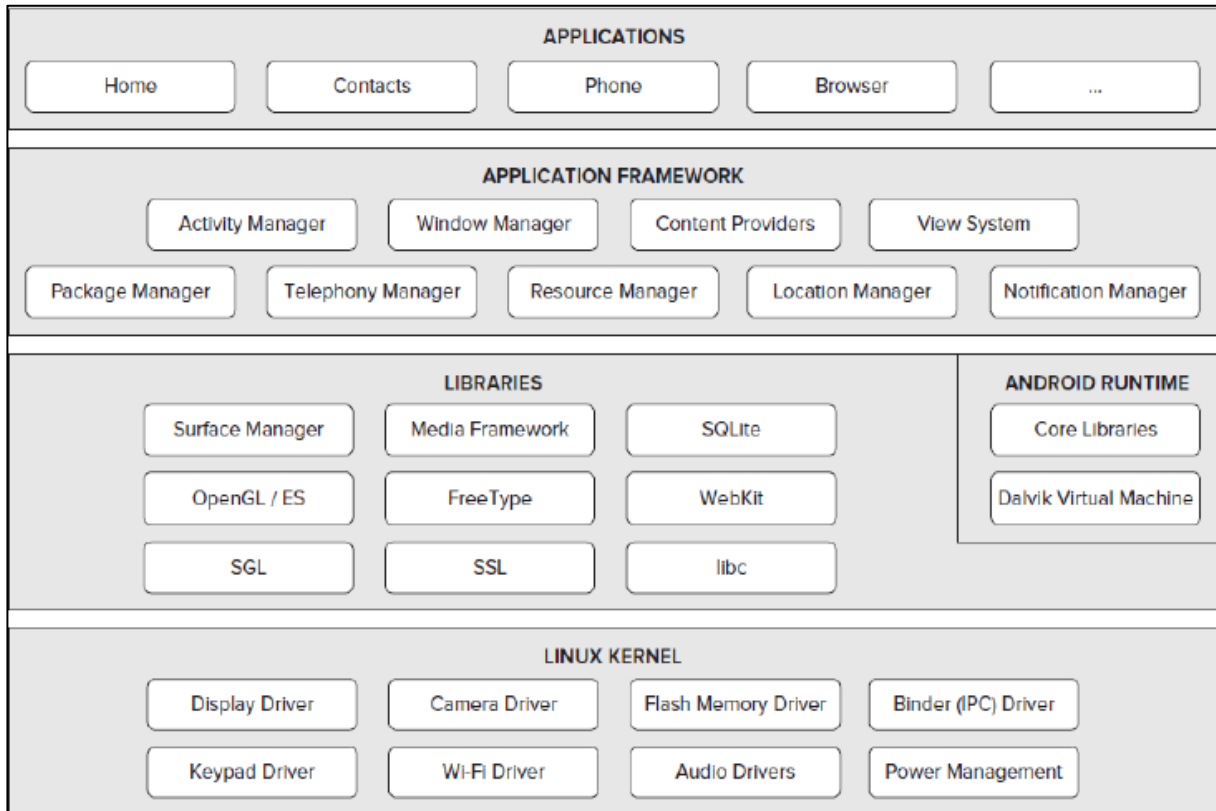 APPLICATIONS
Home Contacts Phone Browser ...
APPLICATION FRAMEWORK
Activity Manager Window Manager Content Providers View System
Package Manager Telephony Manager Resource Manager Location Manager Notification Manager
LIBRARIES ANDROID RUNTIME
Surface Manager Media Framework SQLite Core Libraries
OpenGL / ES FreeType WebKit Dalvik Virtual Machine
SGL SSL libc
LINUX KERNEL
Display Driver Camera Driver Flash Memory Driver Binder (IPC) Driver
Keypad Driver Wi-Fi Driver Audio Drivers Power Management